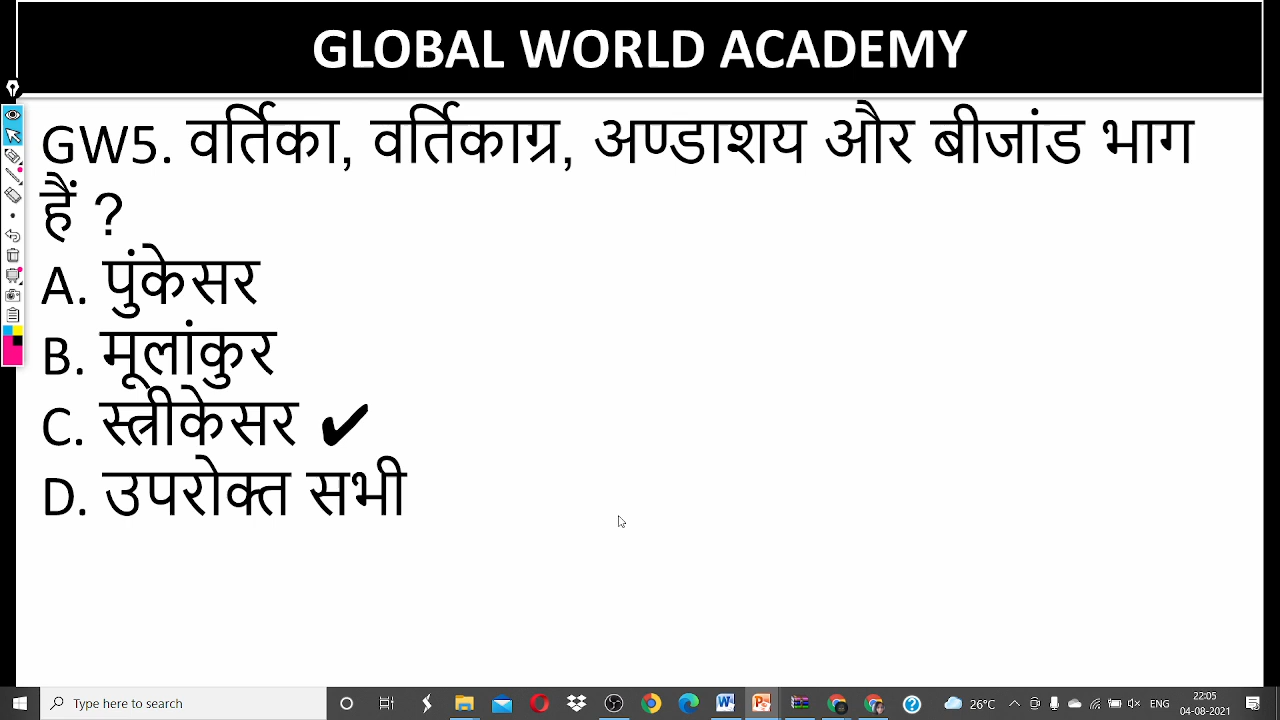 GLOBAL WORLD ACADEMY
GW5. वर्तिका, वर्तिकाग्र, अण्डाशय और बीजांड भाग
हैं ?
A. पुंकेसर
B. मूलांकुर
C. स्त्रीकेसर ✔
D. उपरोक्त सभी
Type here to search
26°C
ENG
22:05
04-08-2021